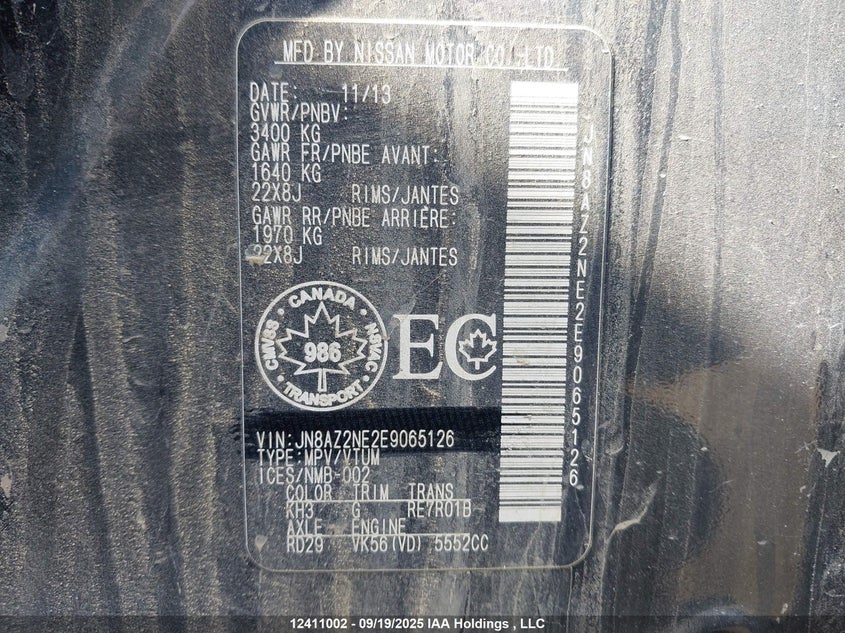 MFD BY NISSAN MOTOR CO.,LTD.
DATE: 11/13
GVWR/PNBV:
3400 KG
GAWR FR/PNBE AVANT:
1640 KG
22X8J RIMS/JANTES
GAWR RR/PNBE ARRIERE:
1970 KG
22X8J RIMS/JANTES
CANADA
CMVSS 986 NSVAC
TRANSPORT
EC
VIN:JN8AZ2NE2E9065126
TYPE:MPV/VTUM
ICES/NMB-002
COLOR TRIM TRANS
KH3 G RE7R01B
AXLE ENGINE
RD29 VK56(VD) 5552CC
JN8AZ2NE2E9065126
12411002 - 09/19/2025 IAA Holdings , LLC